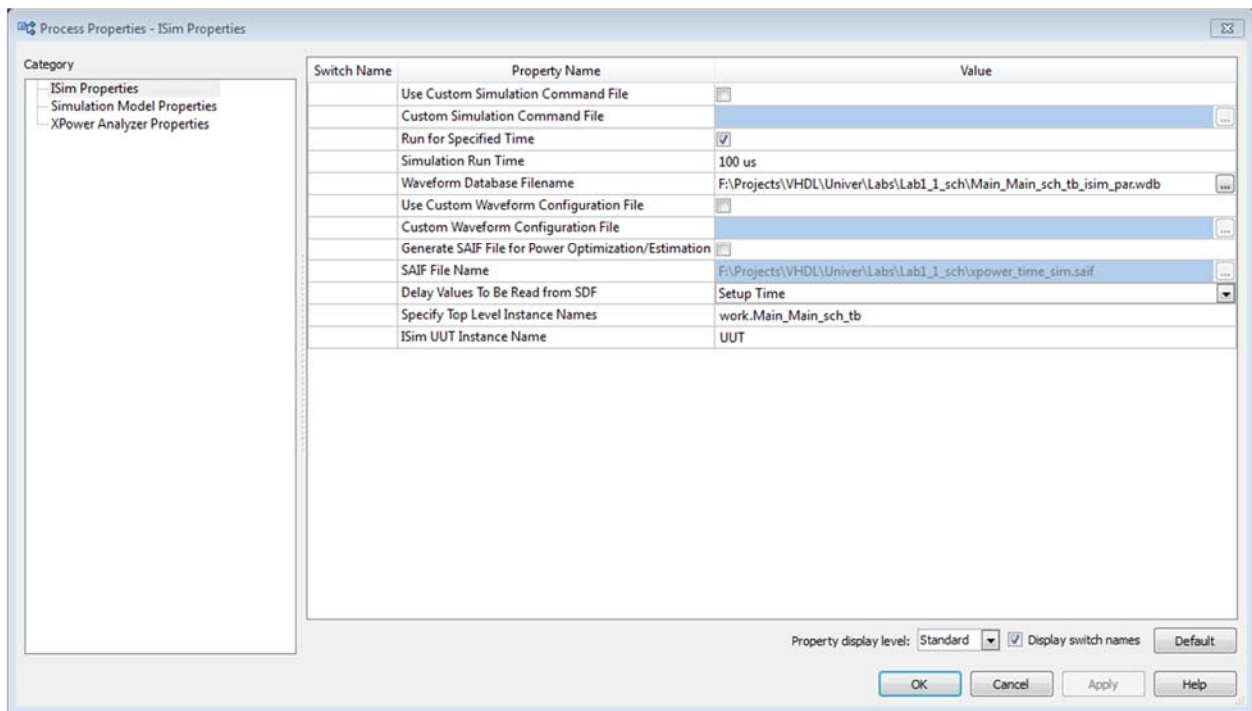 Process Properties - ISim Properties
Category
ISim Properties
Simulation Model Properties
XPower Analyzer Properties
Switch Name Property Name Value
Use Custom Simulation Command File
Custom Simulation Command File ...
Run for Specified Time
Simulation Run Time 100 us
Waveform Database Filename F:\Projects\VHDL\Univer\Labs\Lab1_1_sch\Main_Main_sch_tb_isim_par.wdb ...
Use Custom Waveform Configuration File
Custom Waveform Configuration File ...
Generate SAIF File for Power Optimization/Estimation
SAIF File Name F:\Projects\VHDL\Univer\Labs\Lab1_1_sch\xpower_time_sim.saif ...
Delay Values To Be Read from SDF Setup Time
Specify Top Level Instance Names work.Main_Main_sch_tb
ISim UUT Instance Name UUT
Property display level: Standard Display switch names Default
OK Cancel Apply Help